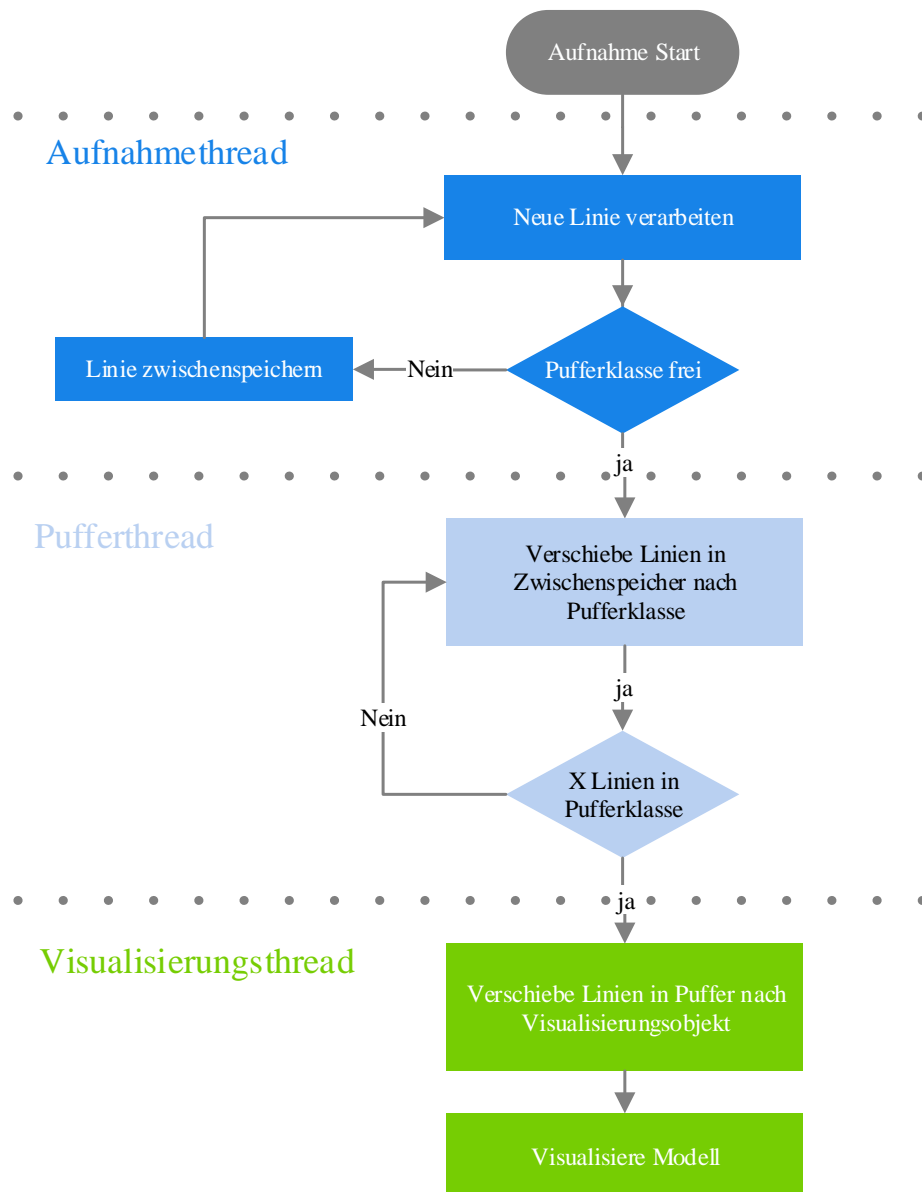 Aufnahme Start
Aufnahmethread
Neue Linie verarbeiten
Linie zwischenspeichern
Nein
Pufferklasse frei
ja
Pufferthread
Verschiebe Linien in
Zwischenspeicher nach
Pufferklasse
ja
Nein
X Linien in
Pufferklasse
ja
Visualisierungsthread
Verschiebe Linien in Puffer nach
Visualisierungsobjekt
Visualisiere Modell